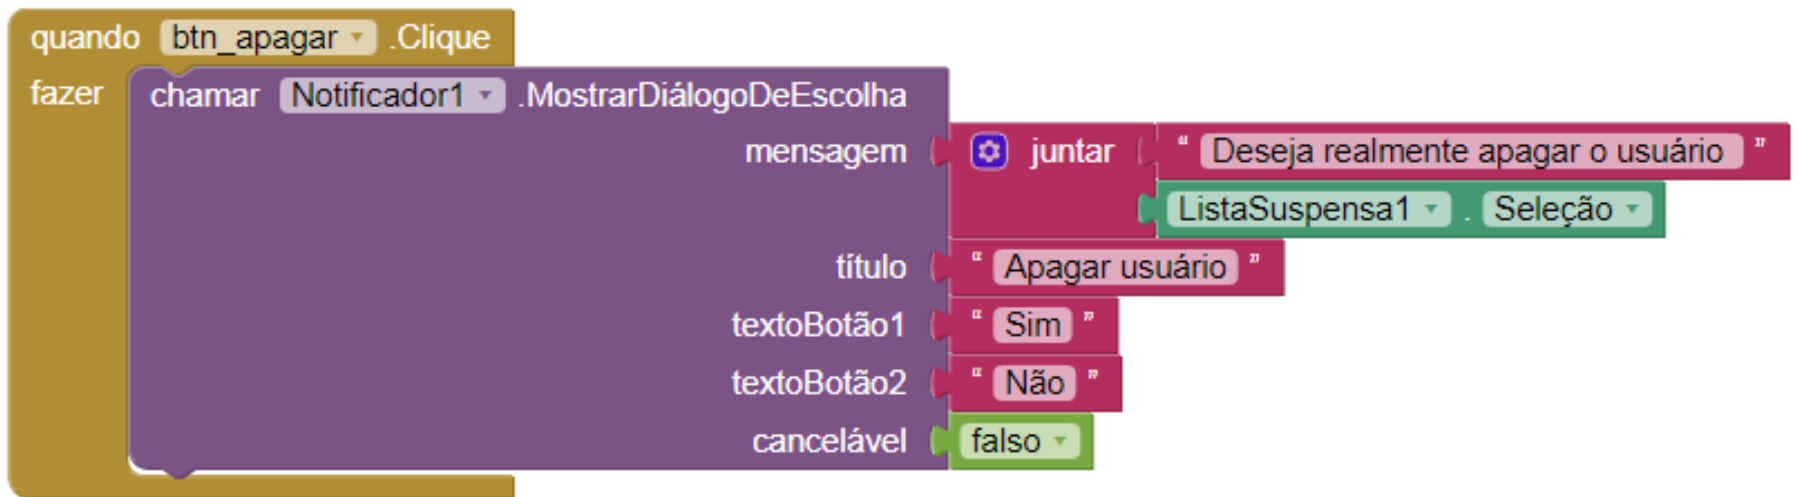 quando btn_apagar .Clique
fazer chamar Notificador1 .MostrarDiálogoDeEscolha
mensagem juntar “ Deseja realmente apagar o usuário ”
ListaSuspensa1 . Seleção
título “ Apagar usuário ”
textoBotão1 “ Sim ”
textoBotão2 “ Não ”
cancelável falso